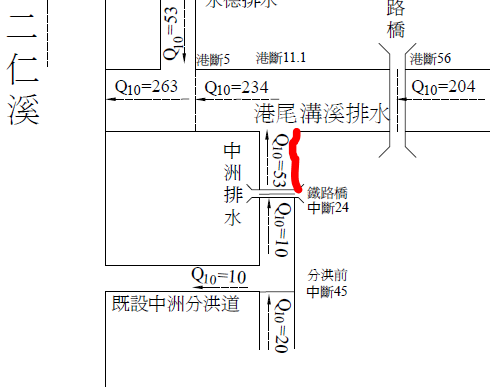 二仁溪
永德排水
Q10=53
港斷5
港斷11.1
路橋
港斷56
Q10=263
Q10=234
Q10=204
港尾溝溪排水
中洲排水
Q10=53
鐵路橋
中斷24
Q10=10
分洪前
中斷45
Q10=10
既設中洲分洪道
Q10=20